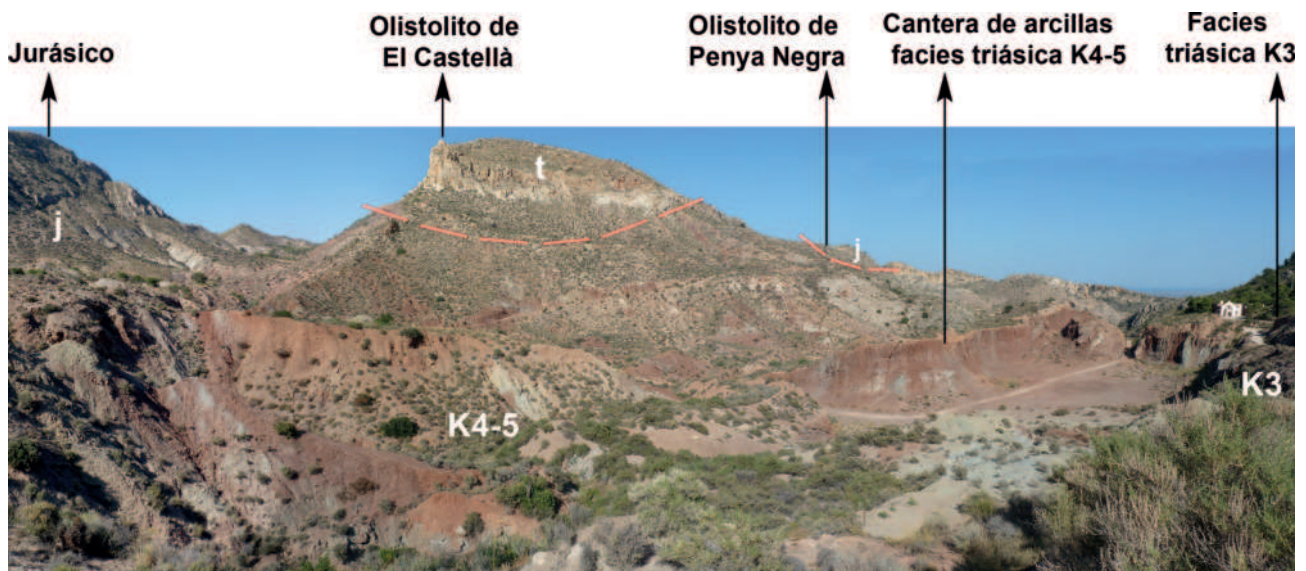 Jurásico
Olistolito de
El Castellà
Olistolito de
Penya Negra
Cantera de arcillas
facies triásica K4-5
Facies
triásica K3
j
t
j
K4-5
K3